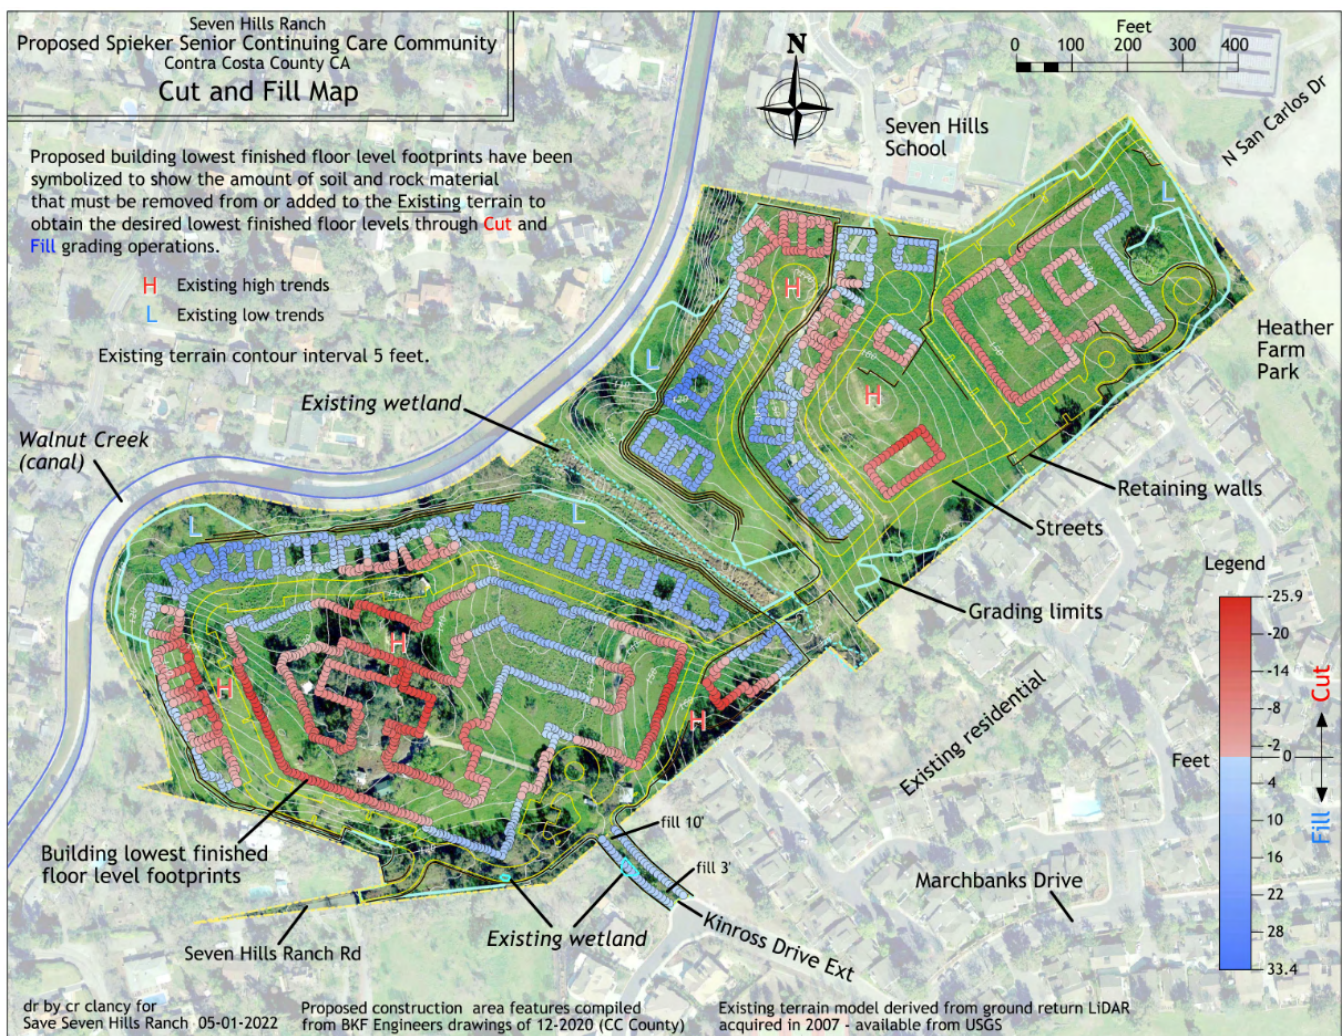 Seven Hills Ranch
Proposed Spieker Senior Continuing Care Community
Contra Costa County CA
Cut and Fill Map
Proposed building lowest finished floor level footprints have been
symbolized to show the amount of soil and rock material
that must be removed from or added to the Existing terrain to
obtain the desired lowest finished floor levels through Cut and
Fill grading operations.
H Existing high trends
L Existing low trends
Existing terrain contour interval 5 feet.
N
Feet
0 100 200 300 400
Seven Hills
School
N San Carlos Dr
Heather
Farm
Park
Existing wetland
Walnut Creek
(canal)
L
H
L
H
L
L
H
H
H
Retaining walls
Streets
Grading limits
Existing residential
Legend
-25.9
-20
-14
-8
-2
0
4
10
16
22
28
33.4
Feet
Cut
Fill
Building lowest finished
floor level footprints
fill 10'
fill 3'
Marchbanks Drive
Kinross Drive Ext
Existing wetland
Seven Hills Ranch Rd
dr by cr clancy for
Save Seven Hills Ranch 05-01-2022
Proposed construction area features compiled
from BKF Engineers drawings of 12-2020 (CC County)
Existing terrain model derived from ground return LiDAR
acquired in 2007 - available from USGS